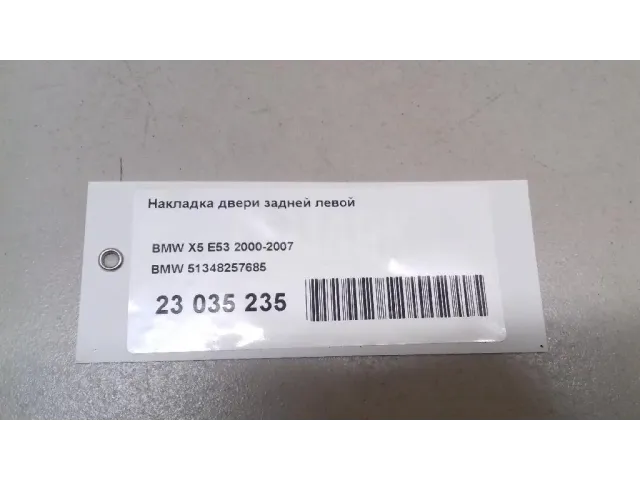 Накладка двери задней левой
BMW X5 E53 2000-2007
BMW 51348257685
23 035 235